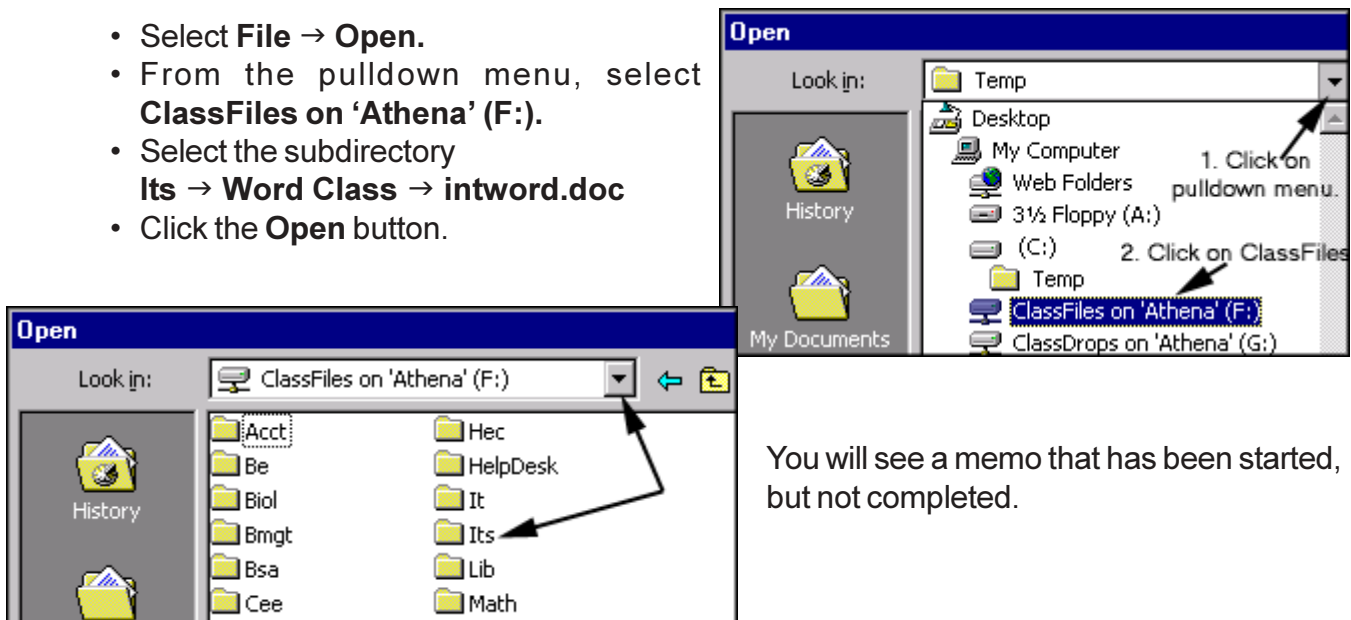 • Select File → Open.
• From the pulldown menu, select
ClassFiles on ‘Athena’ (F:).
• Select the subdirectory
Its → Word Class → intword.doc
• Click the Open button.
Open
Look in:
Temp
Desktop
My Computer
Web Folders
3½ Floppy (A:)
(C:)
Temp
ClassFiles on 'Athena' (F:)
ClassDrops on 'Athena' (G:)
1. Click on
pulldown menu.
2. Click on ClassFiles
History
My Documents
Open
Look in:
ClassFiles on 'Athena' (F:)
History
Acct
Be
Biol
Bmgt
Bsa
Cee
Hec
HelpDesk
It
Its
Lib
Math
You will see a memo that has been started,
but not completed.